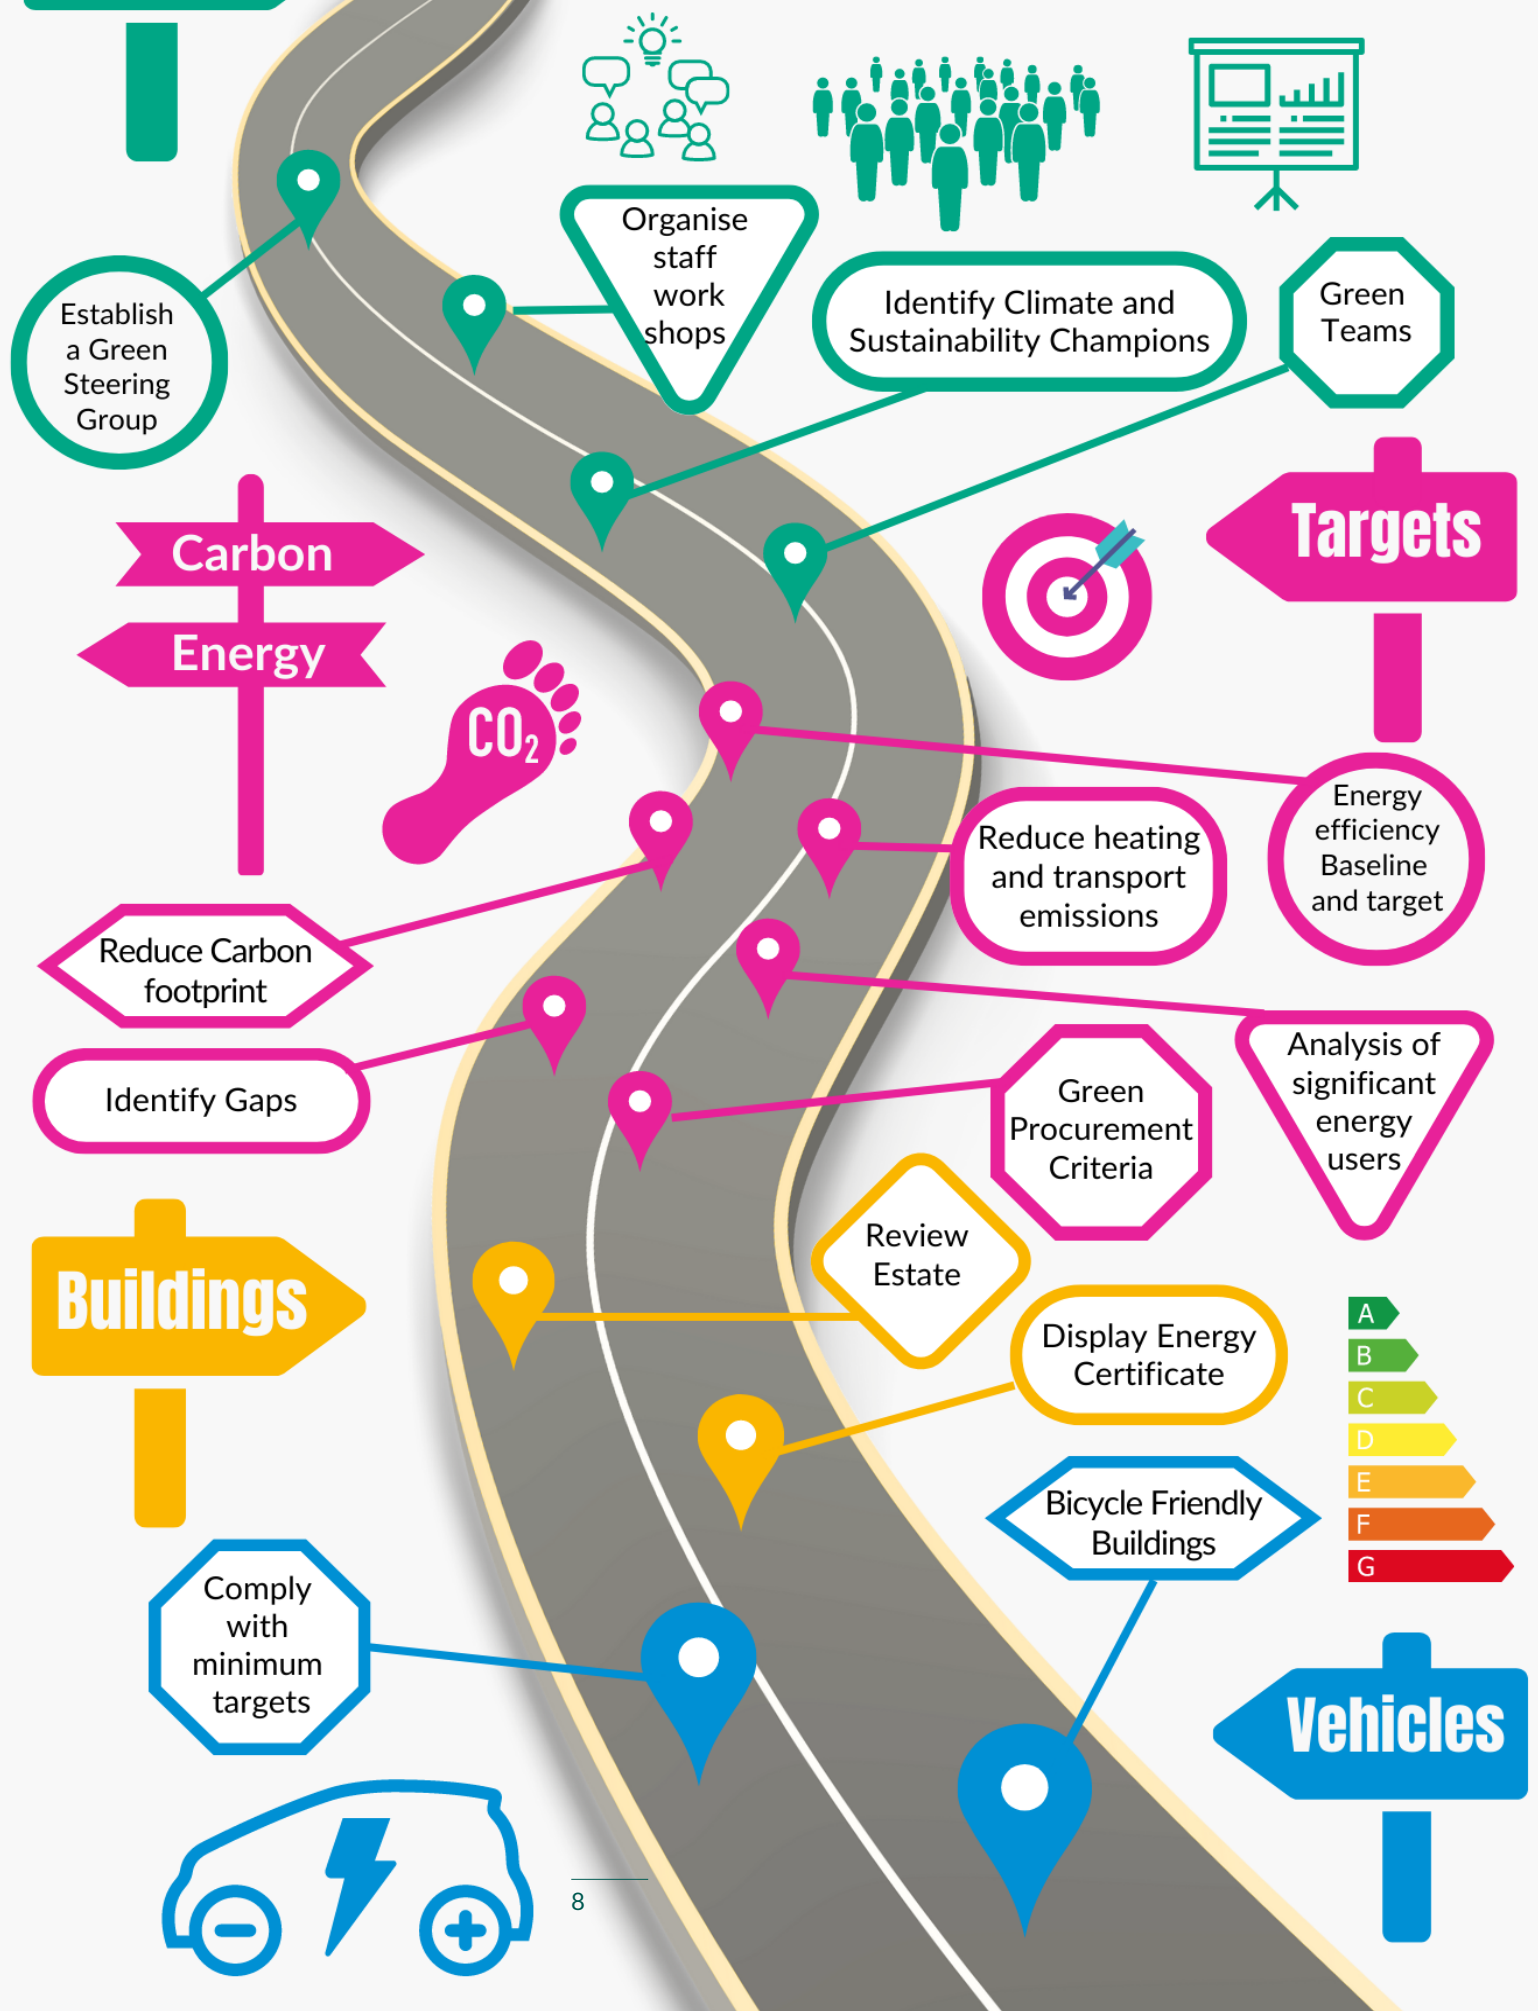 Organise
staff
work
shops
Establish
a Green
Steering
Group
Identify Climate and
Sustainability Champions
Green
Teams
Carbon
Energy
CO₂
Targets
Energy
efficiency
Baseline
and target
Reduce heating
and transport
emissions
Reduce Carbon
footprint
Identify Gaps
Analysis of
significant
energy
users
Green
Procurement
Criteria
Buildings
Review
Estate
Display Energy
Certificate
A
B
C
D
E
F
G
Bicycle Friendly
Buildings
Comply
with
minimum
targets
Vehicles
8